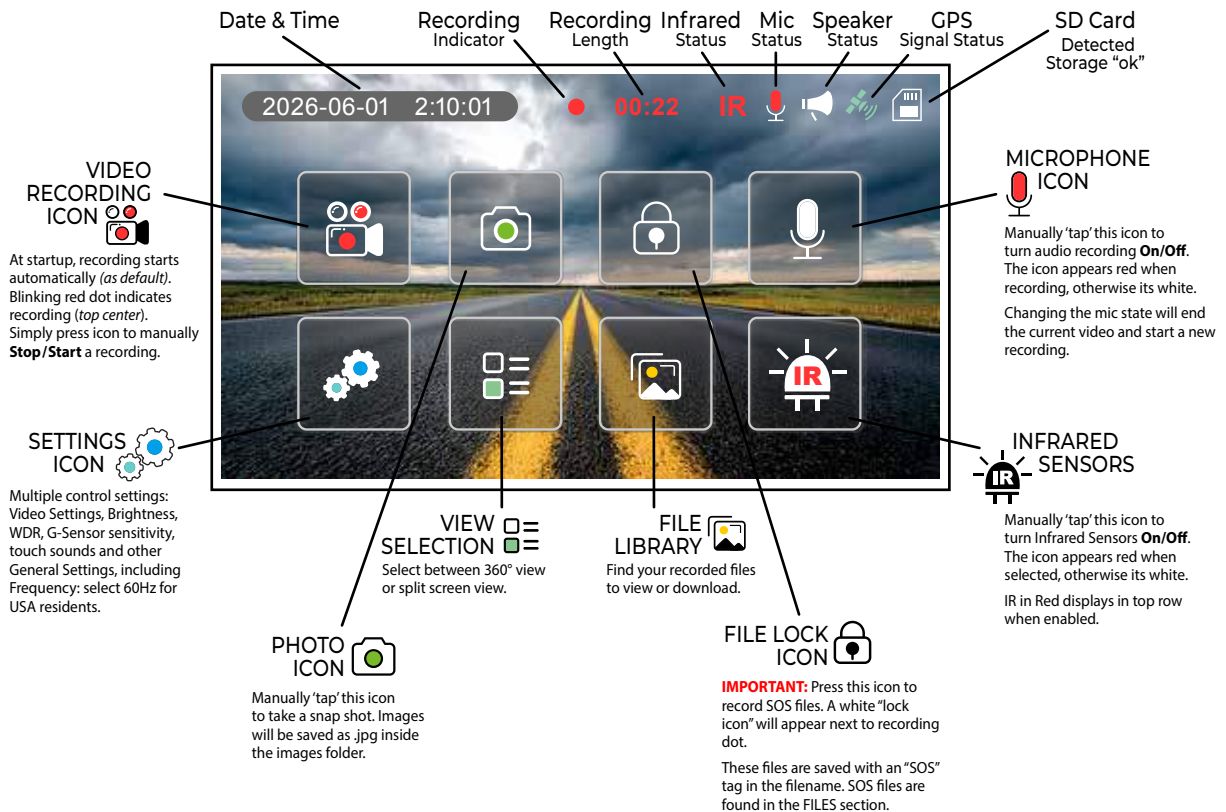 Date & Time
Recording
Indicator
Recording
Length
Infrared
Status
Mic
Status
Speaker
Status
GPS
Signal Status
SD Card
Detected
Storage “ok”
2026-06-01 2:10:01
00:22
IR
VIDEO
RECORDING
ICON
At startup, recording starts
automatically (as default).
Blinking red dot indicates
recording (top center).
Simply press icon to manually
Stop/Start a recording.
MICROPHONE
ICON
Manually ‘tap’ this icon to
turn audio recording On/Off.
The icon appears red when
recording, otherwise its white.
Changing the mic state will end
the current video and start a new
recording.
IR
SETTINGS
ICON
Multiple control settings:
Video Settings, Brightness,
WDR, G-Sensor sensitivity,
touch sounds and other
General Settings, including
Frequency: select 60Hz for
USA residents.
INFRARED
SENSORS
IR
Manually ‘tap’ this icon to
turn Infrared Sensors On/Off.
The icon appears red when
selected, otherwise its white.
IR in Red displays in top row
when enabled.
VIEW
SELECTION
Select between 360° view
or split screen view.
FILE
LIBRARY
Find your recorded files
to view or download.
PHOTO
ICON
Manually ‘tap’ this icon
to take a snap shot. Images
will be saved as .jpg inside
the images folder.
FILE LOCK
ICON
IMPORTANT: Press this icon to
record SOS files. A white “lock
icon” will appear next to recording
dot.
These files are saved with an “SOS”
tag in the filename. SOS files are
found in the FILES section.